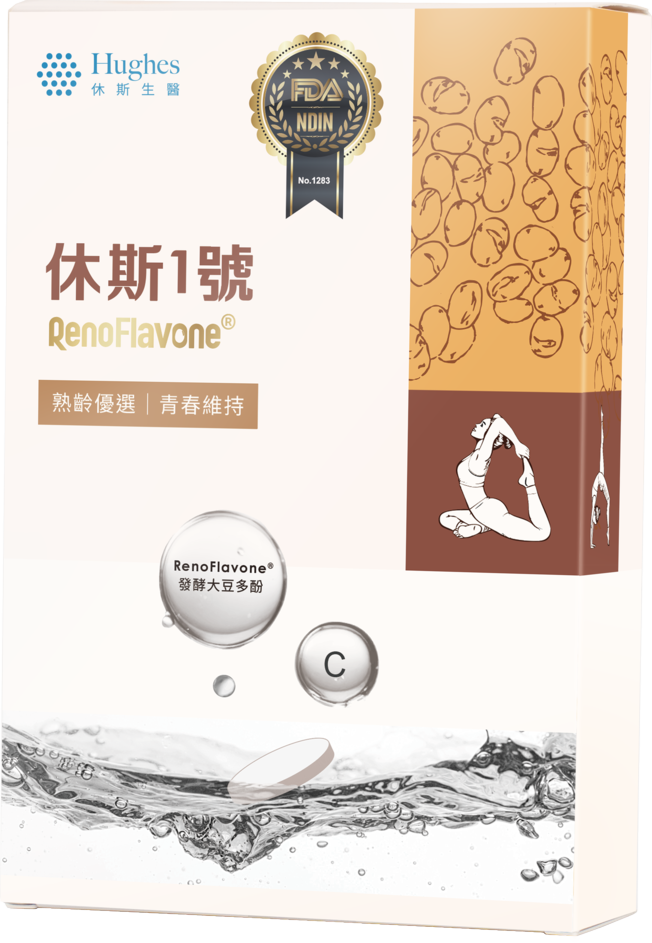 Hughes
休斯生醫
FDA
NDIN
No.1283
休斯1號
RenoFlavone®
熟齡優選｜青春維持
RenoFlavone®
發酵大豆多酚
C